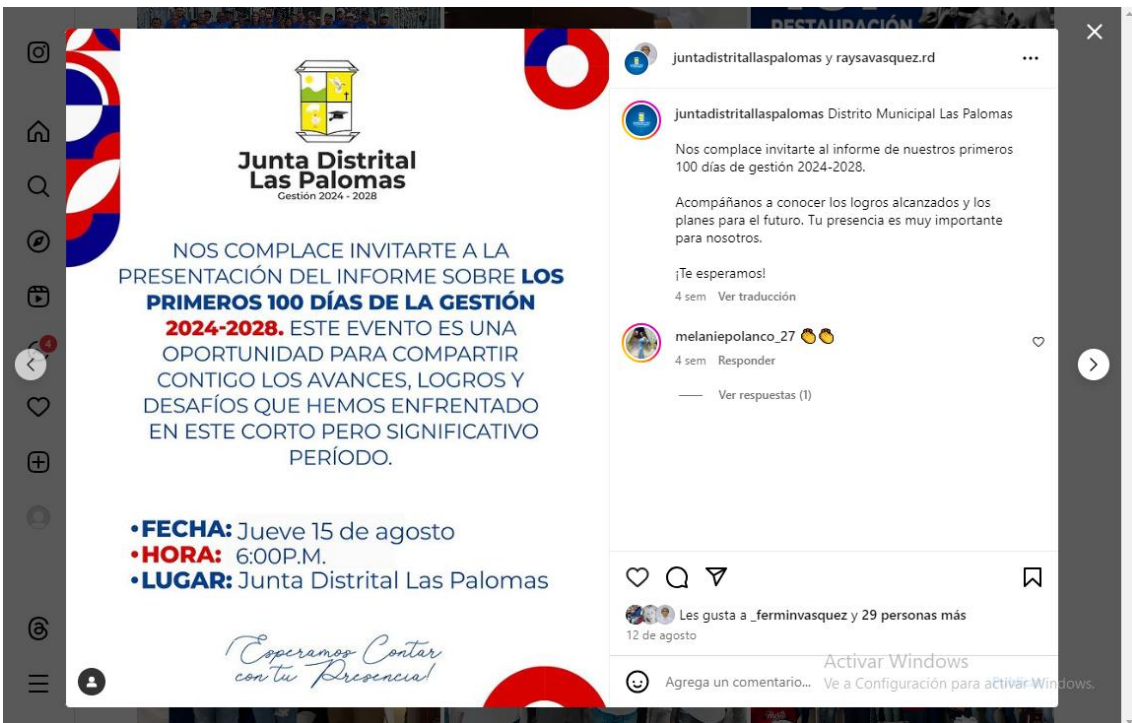 RESTAURACIÓN
Junta Distrital
Las Palomas
Gestión 2024 - 2028
NOS COMPLACE INVITARTE A LA
PRESENTACIÓN DEL INFORME SOBRE LOS
PRIMEROS 100 DÍAS DE LA GESTIÓN
2024-2028. ESTE EVENTO ES UNA
OPORTUNIDAD PARA COMPARTIR
CONTIGO LOS AVANCES, LOGROS Y
DESAFÍOS QUE HEMOS ENFRENTADO
EN ESTE CORTO PERO SIGNIFICATIVO
PERÍODO.
•FECHA: Jueve 15 de agosto
•HORA: 6:00P.M.
•LUGAR: Junta Distrital Las Palomas
Esperamos Contar
con tu Presencia!
4
juntadistritallaspalomas y raysavasquez.rd
juntadistritallaspalomas Distrito Municipal Las Palomas
Nos complace invitarte al informe de nuestros primeros
100 días de gestión 2024-2028.
Acompáñanos a conocer los logros alcanzados y los
planes para el futuro. Tu presencia es muy importante
para nosotros.
¡Te esperamos!
4 sem Ver traducción
melaniepolanco_27 👏👏
4 sem Responder
Ver respuestas (1)
Les gusta a _ferminvasquez y 29 personas más
12 de agosto
Agrega un comentario...
Activar Windows
Ve a Configuración para activar Windows.